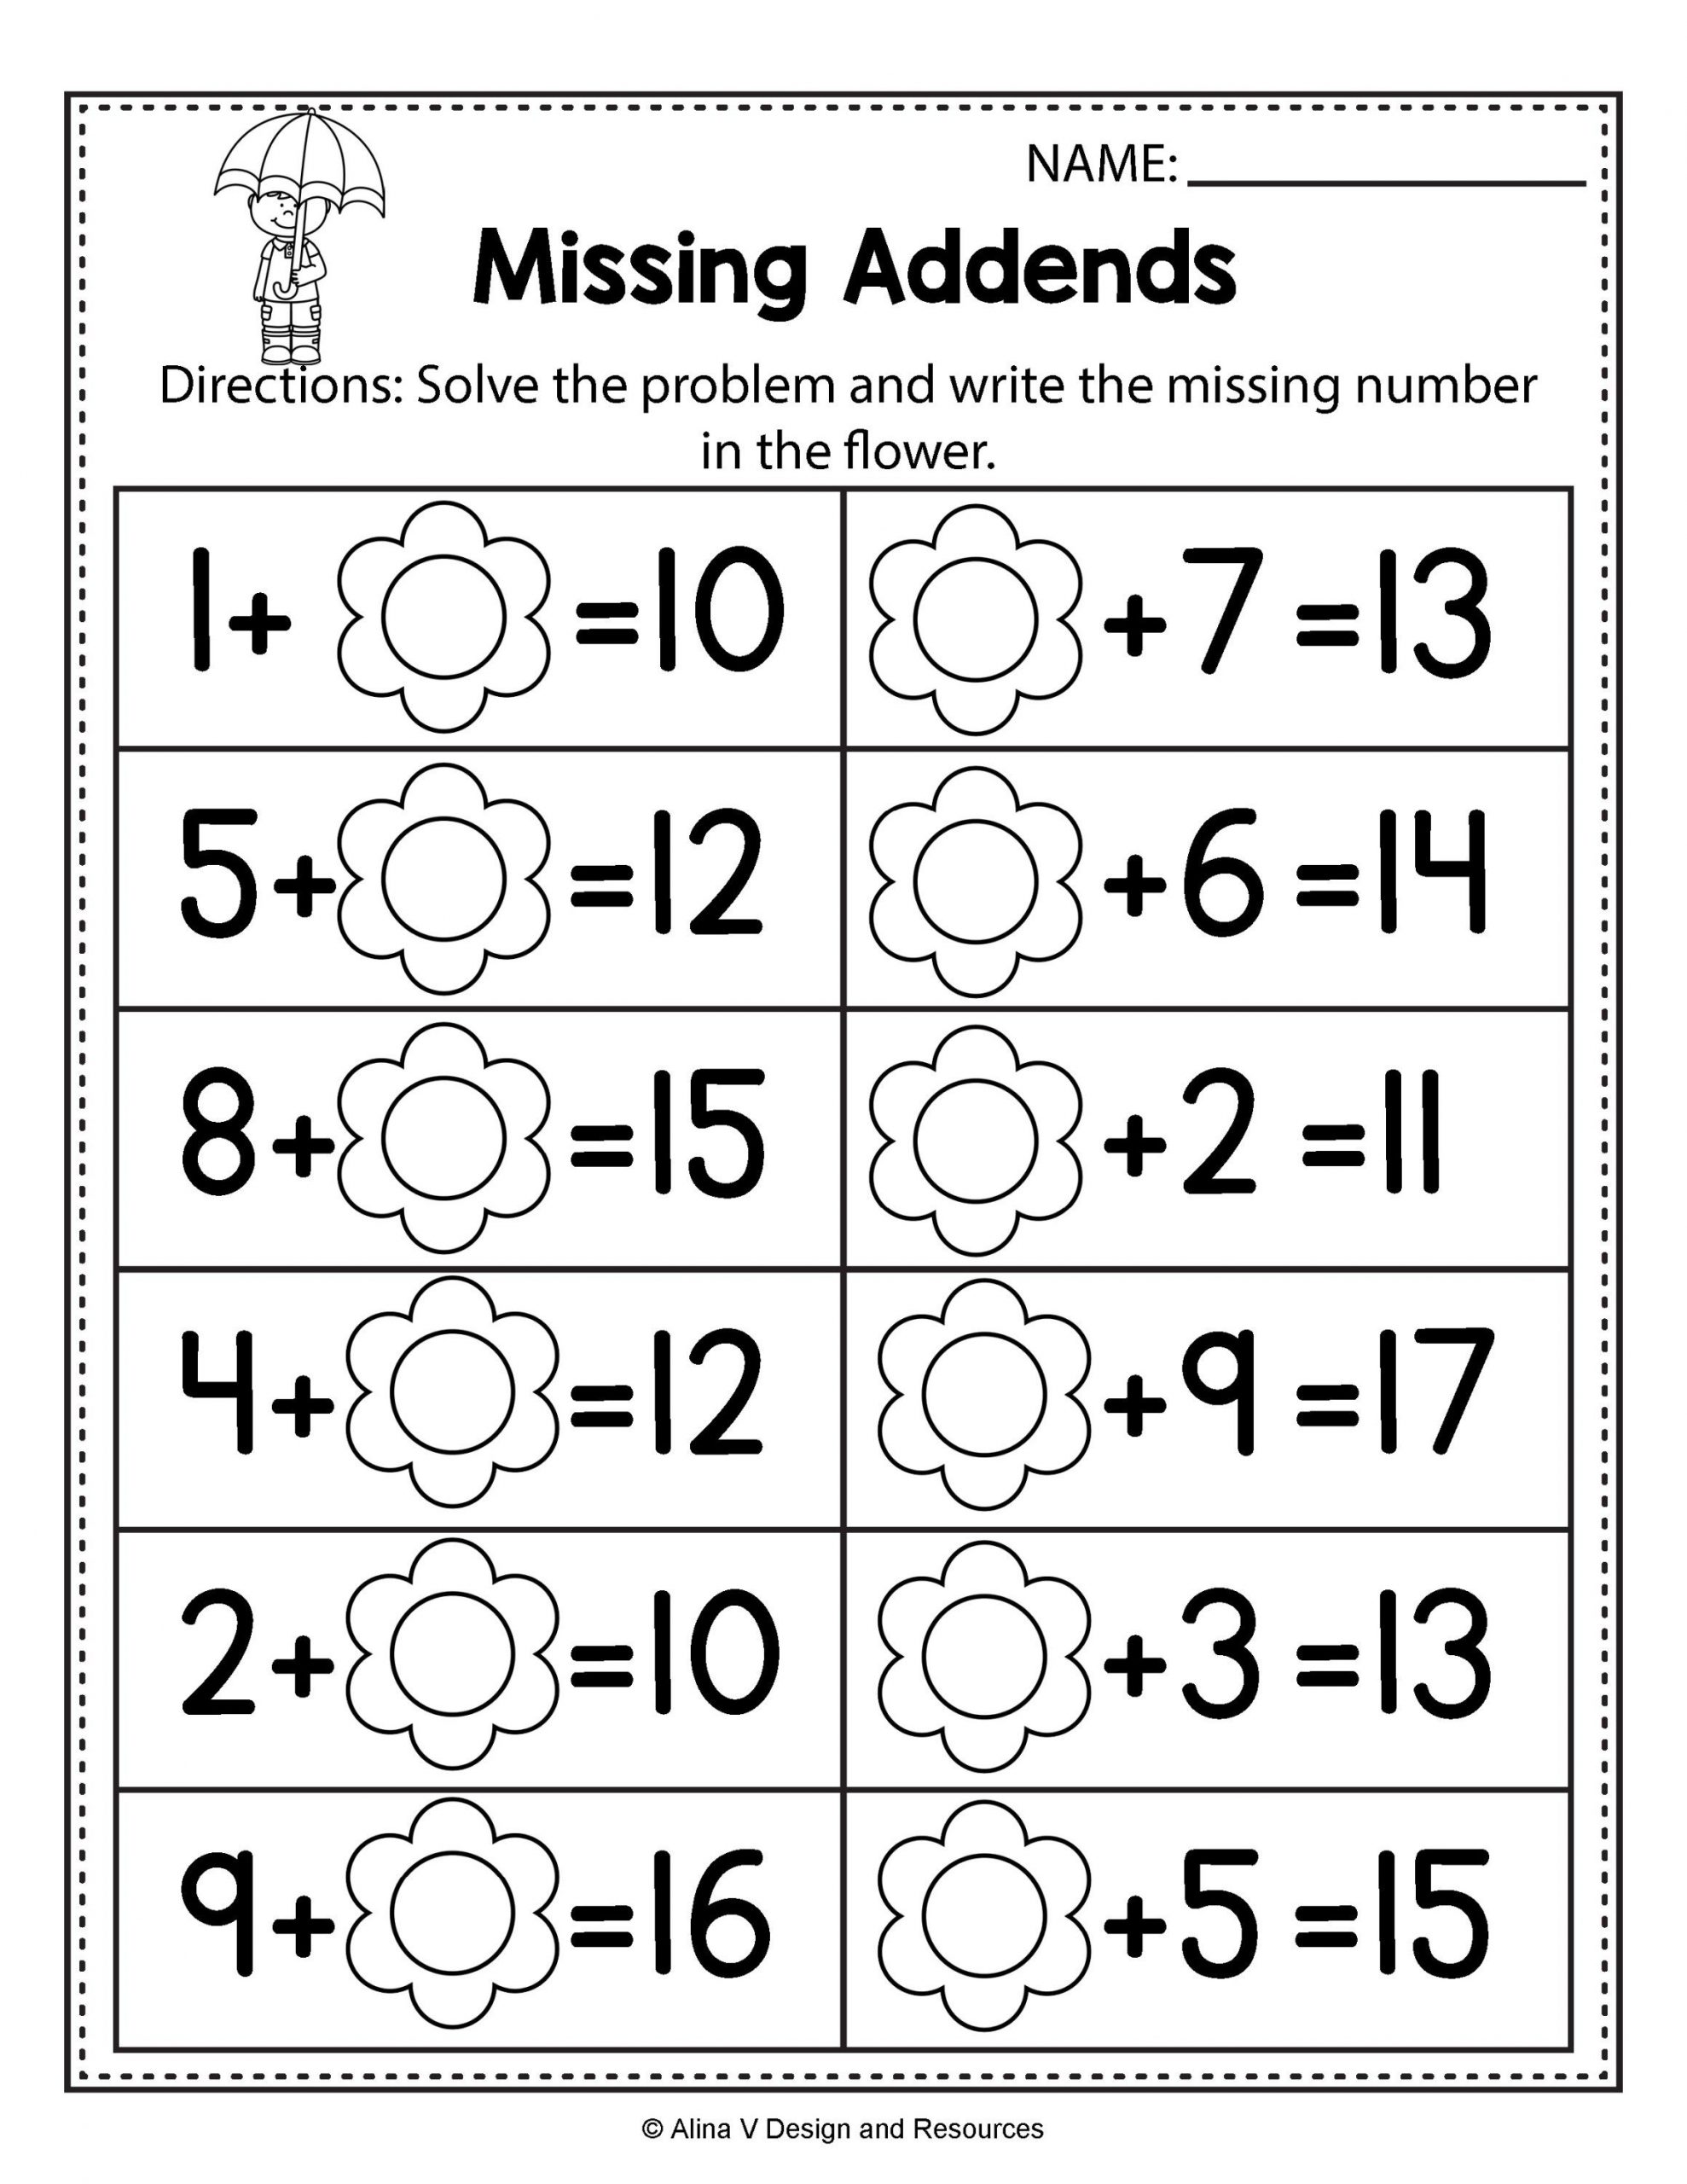 NAME:
Missing Addends
Directions: Solve the problem and write the missing number
in the flower.
1+ =10
+ 7 =13
5+ =12
+6 =14
8+ =15
+2 =11
4+ =12
+9 =17
2+ =10
+3 =13
9+ =16
+5 =15
© Alina V Design and Resources